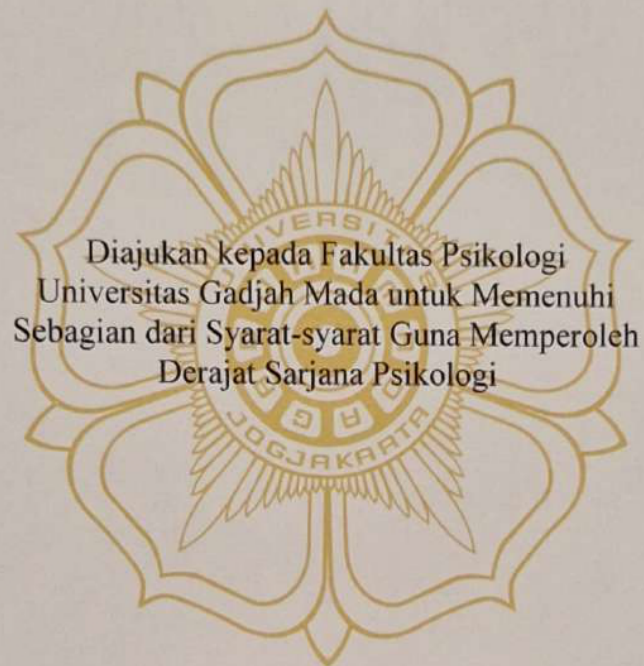 Diajukan kepada Fakultas Psikologi
Universitas Gadjah Mada untuk Memenuhi
Sebagian dari Syarat-syarat Guna Memperoleh
Derajat Sarjana Psikologi
UNIVERSITAS
JOGJAKARTA